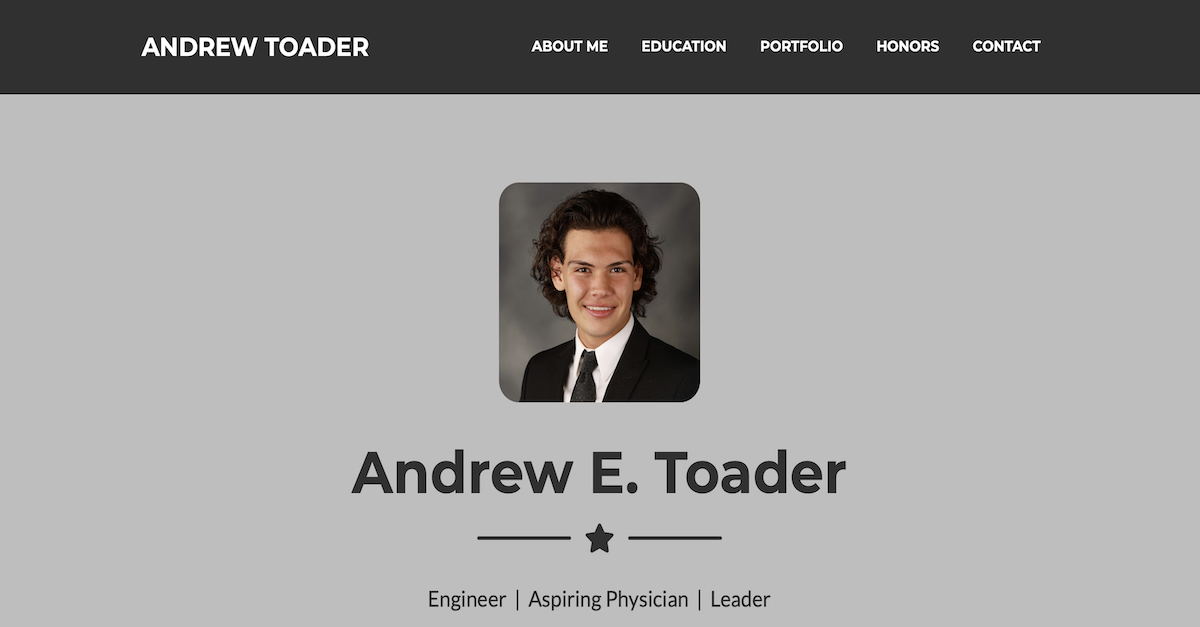 ANDREW TOADER
ABOUT ME EDUCATION PORTFOLIO HONORS CONTACT
Andrew E. Toader
Engineer | Aspiring Physician | Leader